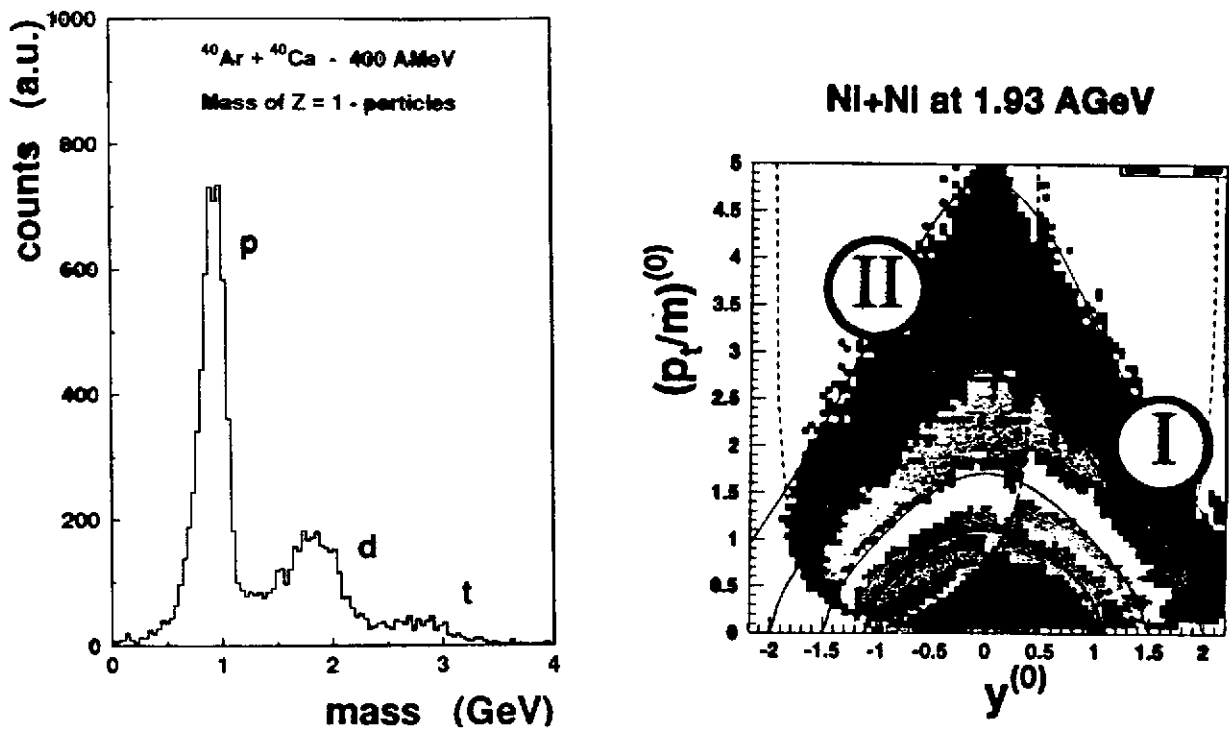 1000
800
600
400
200
0
counts (a.u.)
⁴⁰Ar + ⁴⁰Ca - 400 AMeV
Mass of Z = 1 - particles
p
d
t
0 1 2 3 4
mass (GeV)
Ni+Ni at 1.93 AGeV
5
4.5
4
3.5
3
2.5
2
1.5
1
0.5
0
(pₜ/m)⁽⁰⁾
II
I
-2 -1.5 -1 -0.5 0 0.5 1 1.5 2
y⁽⁰⁾